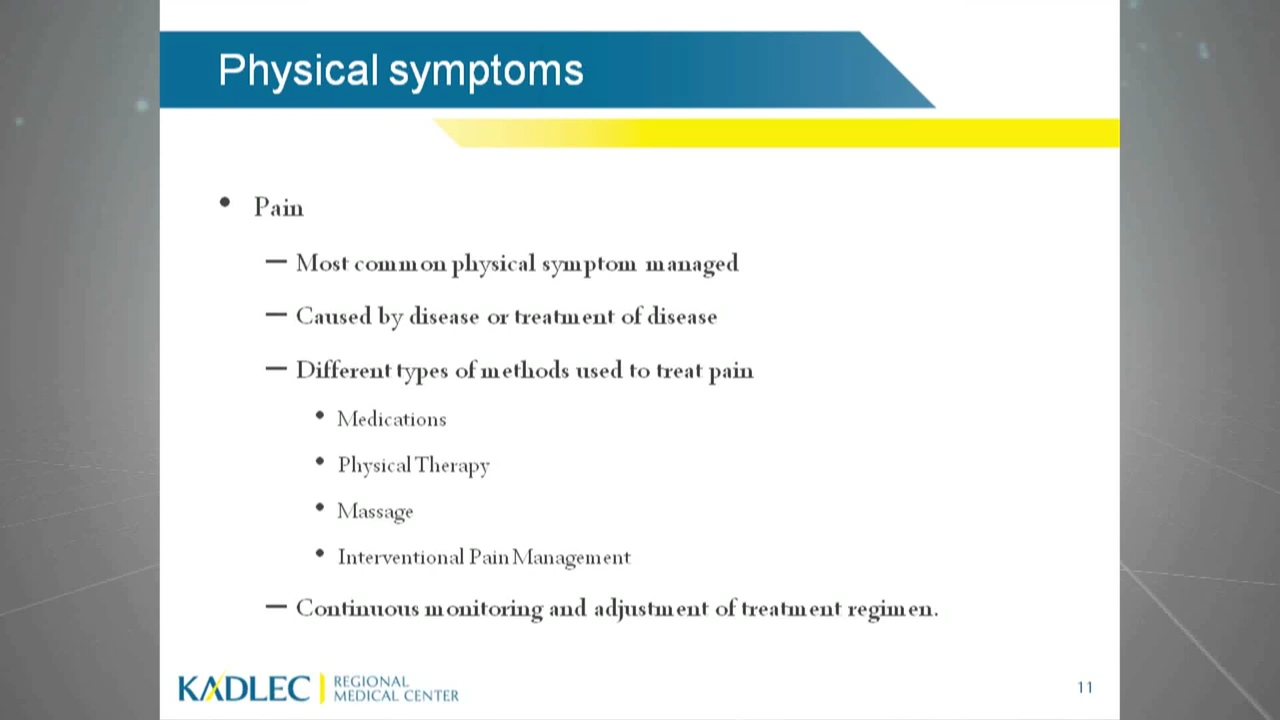 Physical symptoms
• Pain
— Most common physical symptom managed
— Caused by disease or treatment of disease
— Different types of methods used to treat pain
• Medications
• Physical Therapy
• Massage
• Interventional Pain Management
— Continuous monitoring and adjustment of treatment regimen.
KADLEC
REGIONAL
MEDICAL CENTER
11